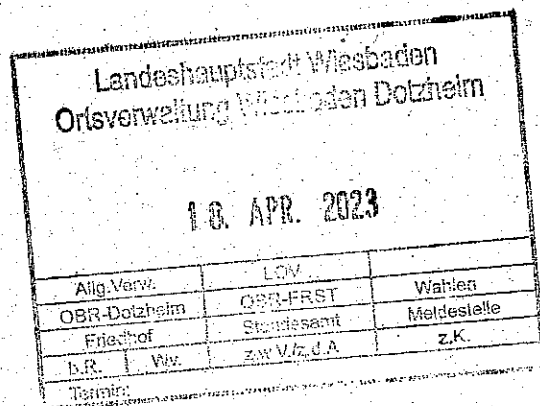 Landeshauptstadt Wiesbaden
Ortsverwaltung Wiesbaden Dotzheim
APR. 2023
Allg.Verw. LOV
OBR-Dotzheim OBR-FRST Wahlen
Friedhof Standesamt Meldestelle
b.R. Wv. z.w.V./z.d.A z.K.
Termin: